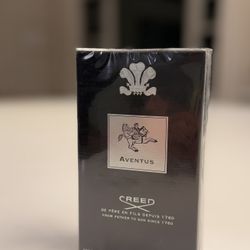 AVENTUS
CREED
DE PÈRE EN FILS DEPUIS 1760
FROM FATHER TO SON SINCE 1760